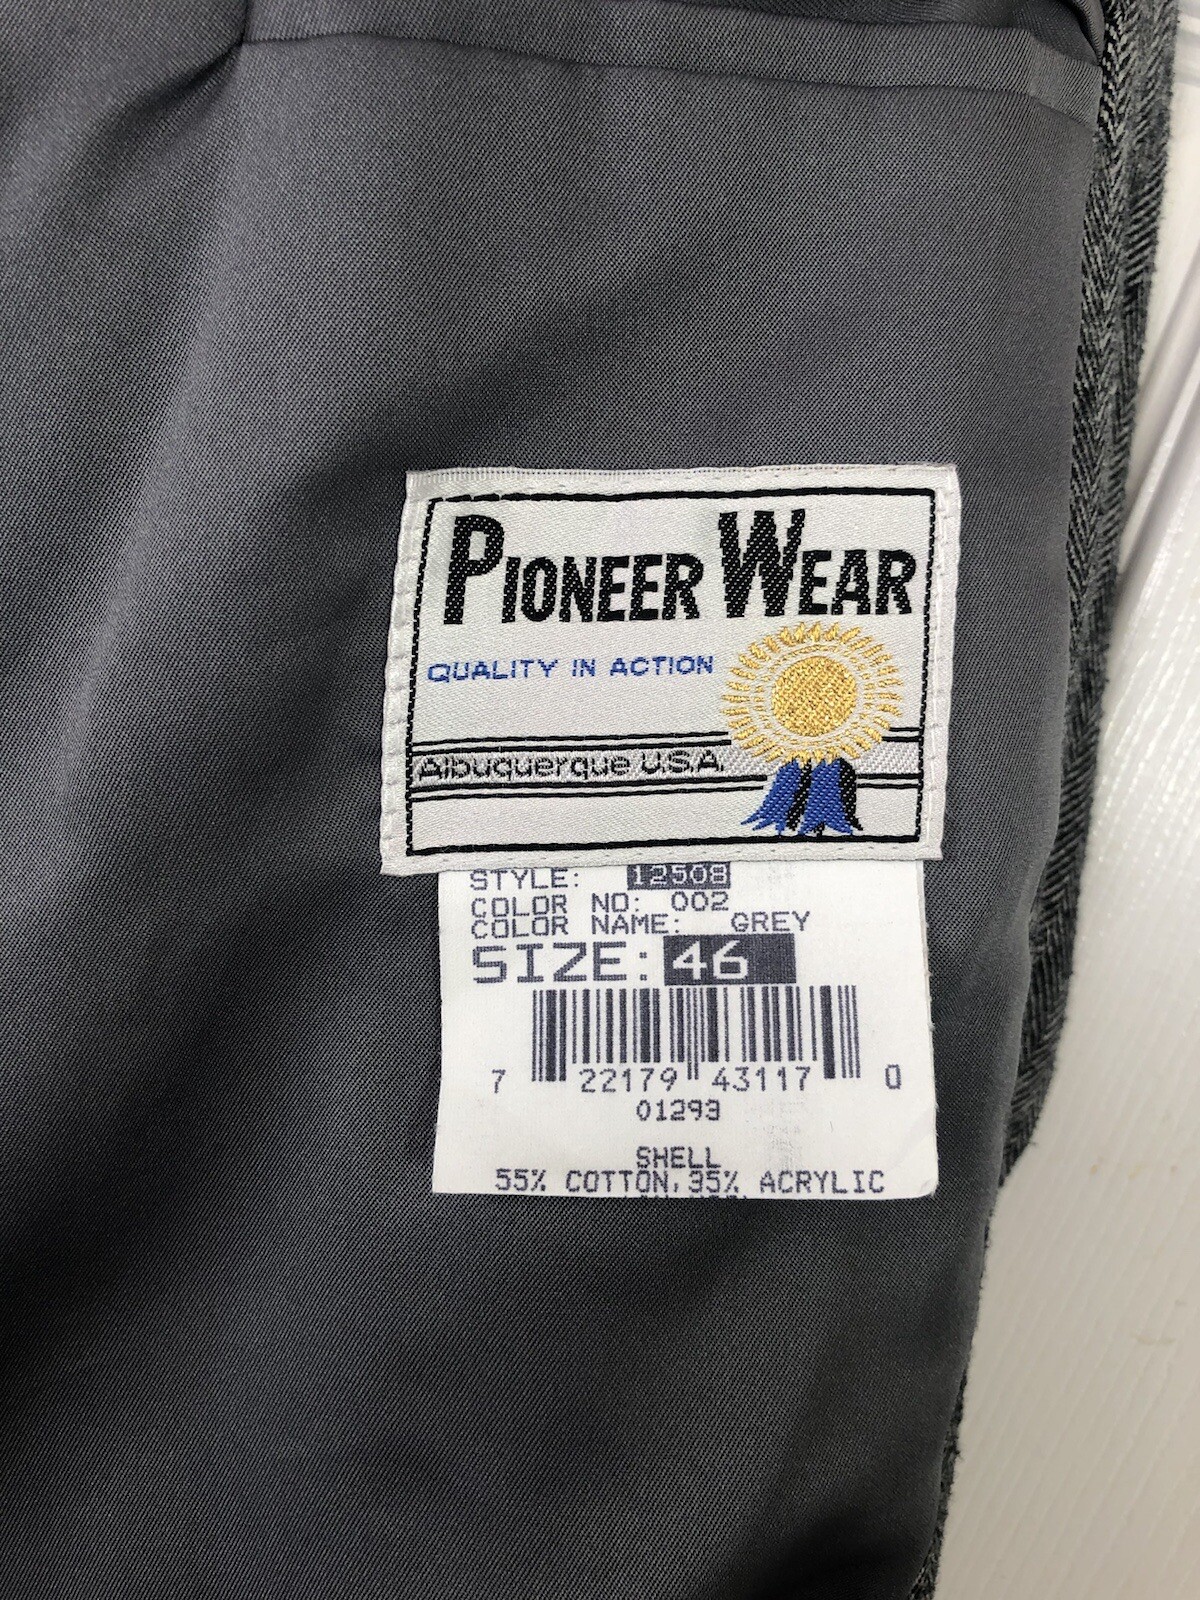 PIONEER WEAR
QUALITY IN ACTION
Albuquerque U.S.A.
STYLE: 12508
COLOR NO: 002
COLOR NAME: GREY
SIZE: 46
7 22179 43117 0
01293
SHELL
55% COTTON, 35% ACRYLIC